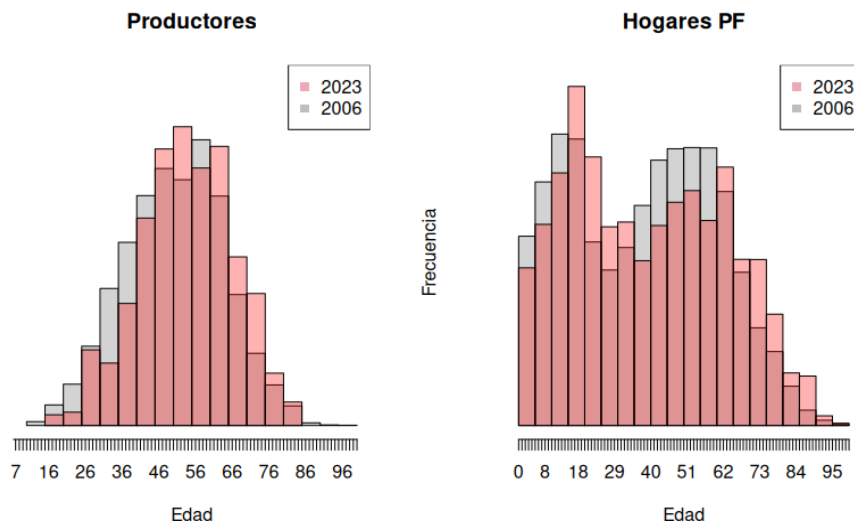 Productores
2023
2006
7 16 26 36 46 56 66 76 86 96
Edad
Hogares PF
2023
2006
Frecuencia
0 8 18 29 40 51 62 73 84 95
Edad